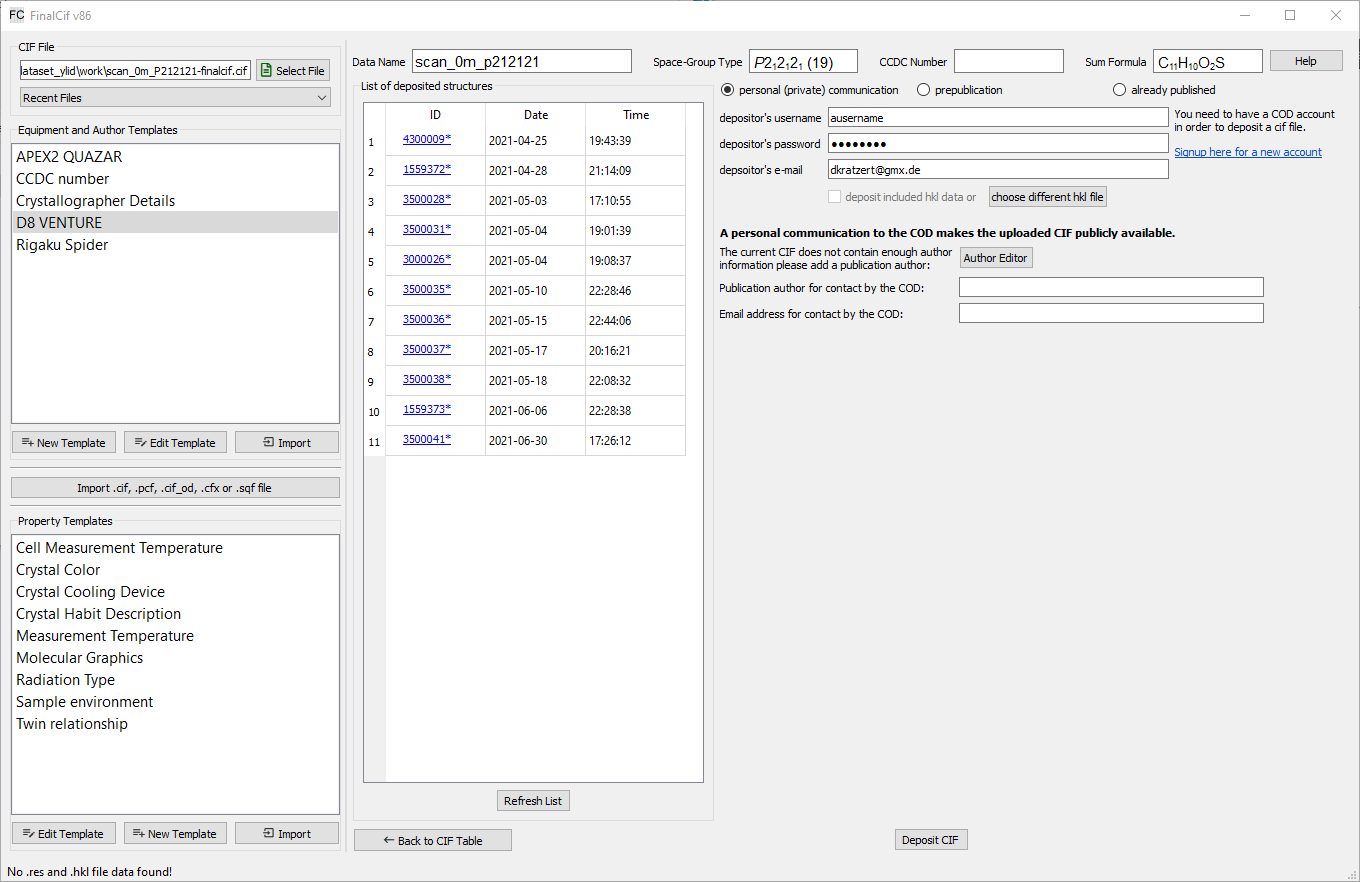 FC FinalCif v86
CIF File
lataset_ylid\work\scan_0m_P212121-finalcif.cif Select File
Recent Files
Equipment and Author Templates
APEX2 QUAZAR
CCDC number
Crystallographer Details
D8 VENTURE
Rigaku Spider
New Template Edit Template Import
Import .cif, .pcf, .cif_od, .cfx or .sqf file
Property Templates
Cell Measurement Temperature
Crystal Color
Crystal Cooling Device
Crystal Habit Description
Measurement Temperature
Molecular Graphics
Radiation Type
Sample environment
Twin relationship
Edit Template New Template Import
No .res and .hkl file data found!
Data Name scan_0m_p212121 Space-Group Type P2₁2₁2₁ (19) CCDC Number Sum Formula C₁₁H₁₀O₂S Help
List of deposited structures
ID Date Time
1 4300009* 2021-04-25 19:43:39
2 1559372* 2021-04-28 21:14:09
3 3500028* 2021-05-03 17:10:55
4 3500031* 2021-05-04 19:01:39
5 3000026* 2021-05-04 19:08:37
6 3500035* 2021-05-10 22:28:46
7 3500036* 2021-05-15 22:44:06
8 3500037* 2021-05-17 20:16:21
9 3500038* 2021-05-18 22:08:32
10 1559373* 2021-06-06 22:28:38
11 3500041* 2021-06-30 17:26:12
Refresh List
← Back to CIF Table
personal (private) communication prepublication already published
depositor's username ausername
depositor's password ●●●●●●●●
depsoitor's e-mail dkratzert@gmx.de
You need to have a COD account
in order to deposit a cif file.
Signup here for a new account
deposit included hkl data or choose different hkl file
A personal communication to the COD makes the uploaded CIF publicly available.
The current CIF does not contain enough author
information please add a publication author: Author Editor
Publication author for contact by the COD:
Email address for contact by the COD:
Deposit CIF